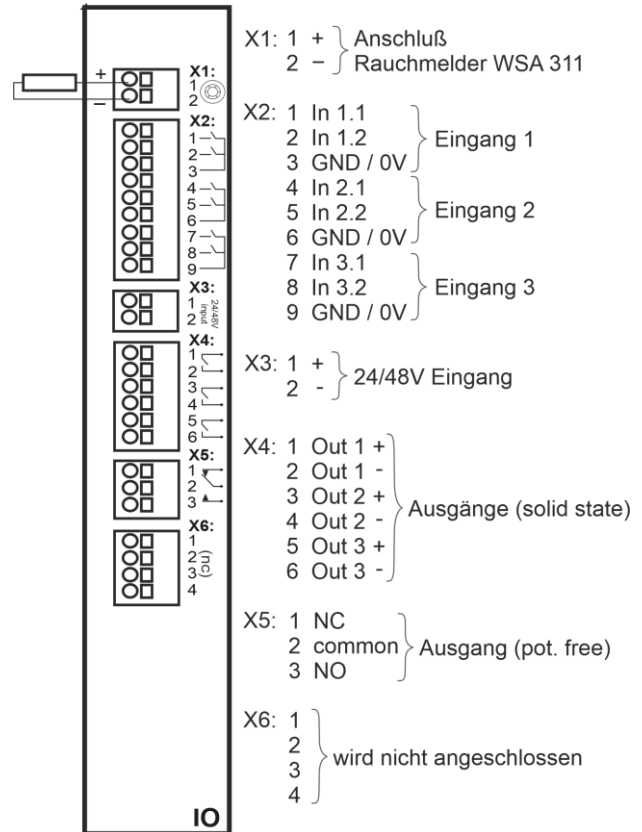 +
−
X1:
1
2
X2:
1
2
3
4
5
6
7
8
9
X3:
1
2
24/48V
input
X4:
1
2
3
4
5
6
X5:
1
2
3
X6:
1
2
3
4
(nc)
IO
X1: 1 + Anschluß
2 − Rauchmelder WSA 311
X2: 1 In 1.1
2 In 1.2 Eingang 1
3 GND / 0V
4 In 2.1
5 In 2.2 Eingang 2
6 GND / 0V
7 In 3.1
8 In 3.2 Eingang 3
9 GND / 0V
X3: 1 +
2 - 24/48V Eingang
X4: 1 Out 1 +
2 Out 1 -
3 Out 2 +
4 Out 2 - Ausgänge (solid state)
5 Out 3 +
6 Out 3 -
X5: 1 NC
2 common Ausgang (pot. free)
3 NO
X6: 1
2
3 wird nicht angeschlossen
4